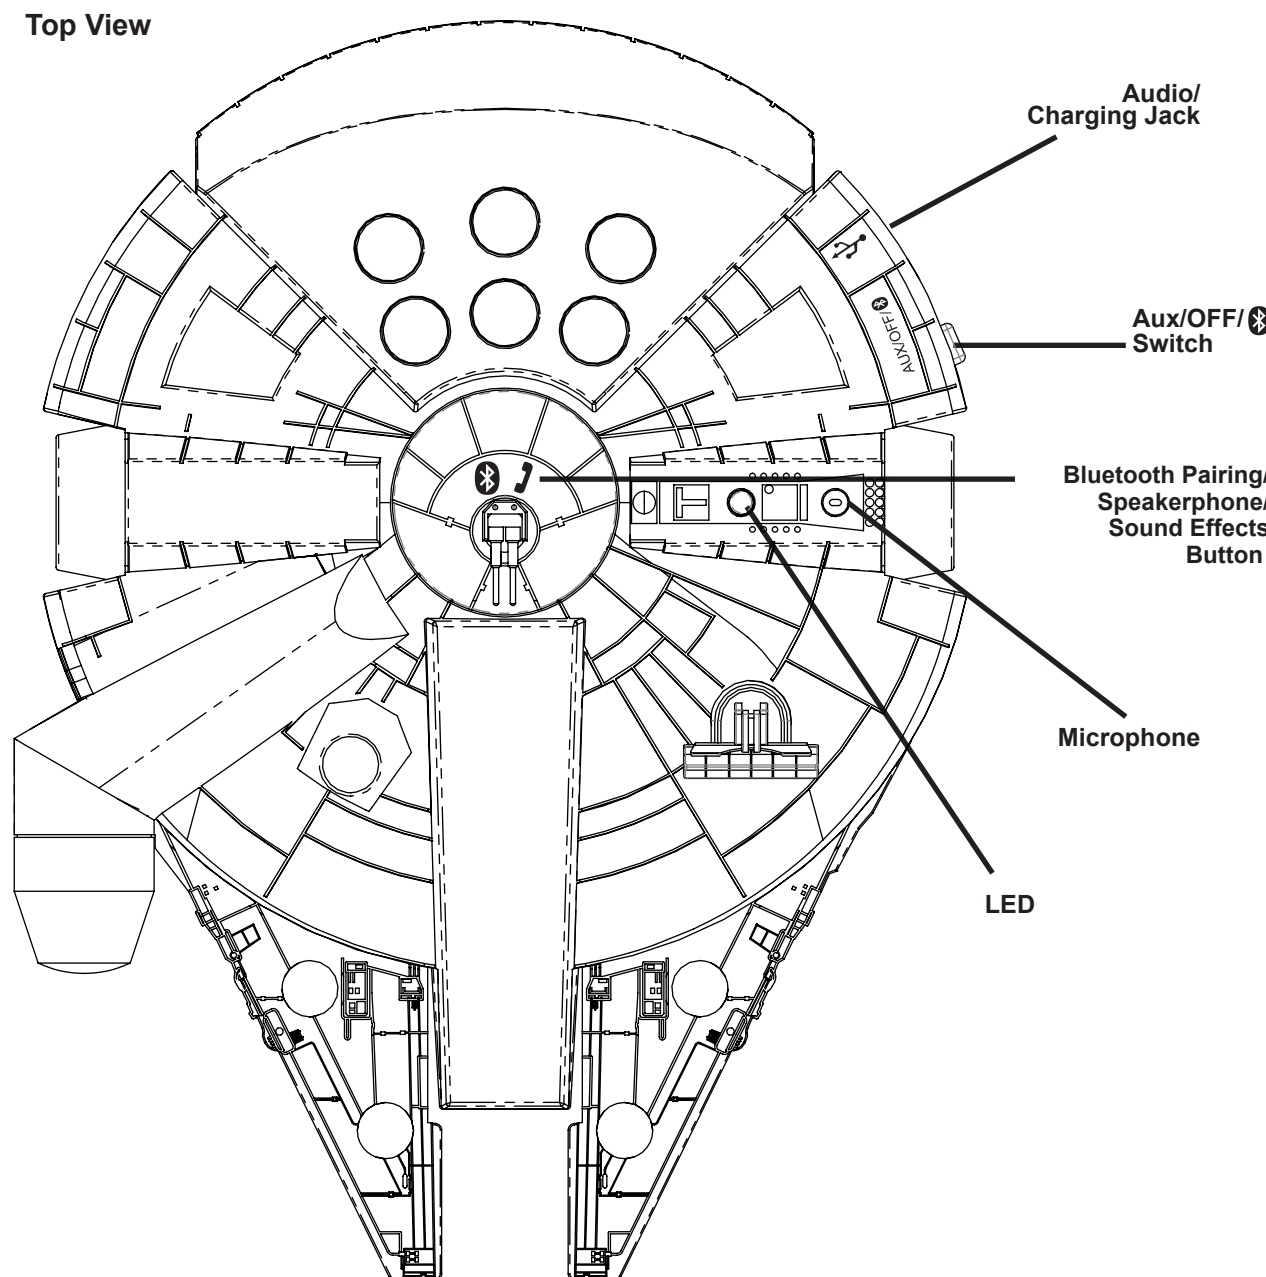 Top View
Audio/
Charging Jack
Aux/OFF/
Switch
AUX/OFF/
Bluetooth Pairing/
Speakerphone/
Sound Effects
Button
Microphone
LED